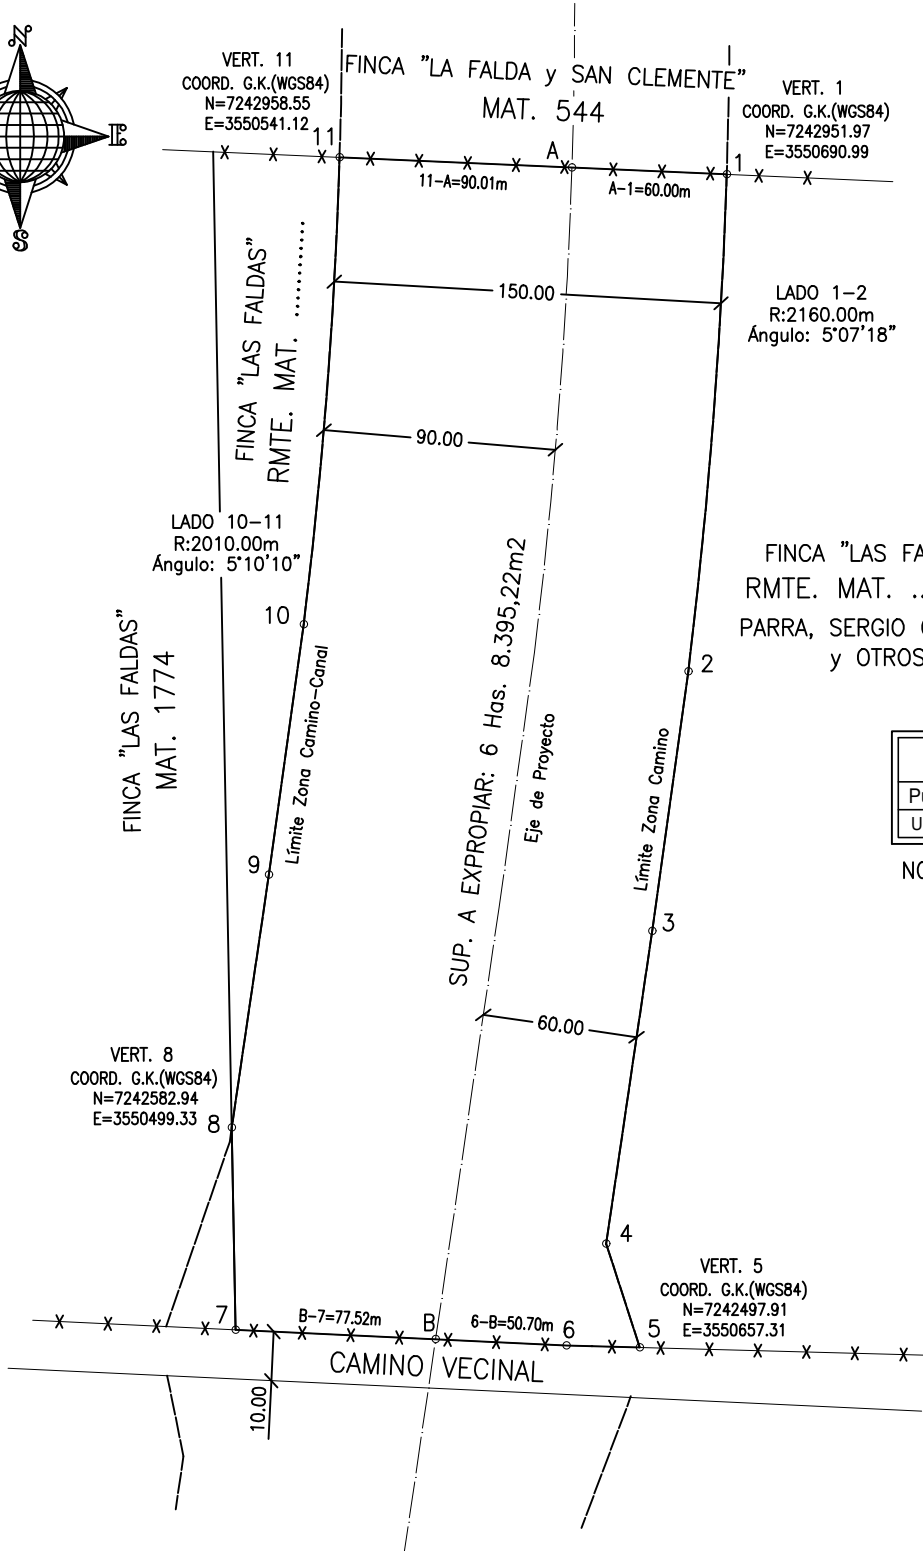 N
E
S
VERT. 11
COORD. G.K.(WGS84)
N=7242958.55
E=3550541.12
FINCA "LA FALDA y SAN CLEMENTE"
MAT. 544
VERT. 1
COORD. G.K.(WGS84)
N=7242951.97
E=3550690.99
11
A
1
11-A=90.01m
A-1=60.00m
FINCA "LAS FALDAS"
RMTE. MAT. ............
150.00
LADO 1-2
R:2160.00m
Ángulo: 5°07'18"
90.00
LADO 10-11
R:2010.00m
Ángulo: 5°10'10"
FINCA "LAS FA
RMTE. MAT. ..
PARRA, SERGIO
y OTROS
10
2
FINCA "LAS FALDAS"
MAT. 1774
Límite Zona Camino-Canal
SUP. A EXPROPIAR: 6 Has. 8.395,22m2
Eje de Proyecto
Límite Zona Camino
U
9
3
60.00
VERT. 8
COORD. G.K.(WGS84)
N=7242582.94
E=3550499.33
8
4
VERT. 5
COORD. G.K.(WGS84)
N=7242497.91
E=3550657.31
7
B-7=77.52m
B
6-B=50.70m
6
5
CAMINO VECINAL
10.00